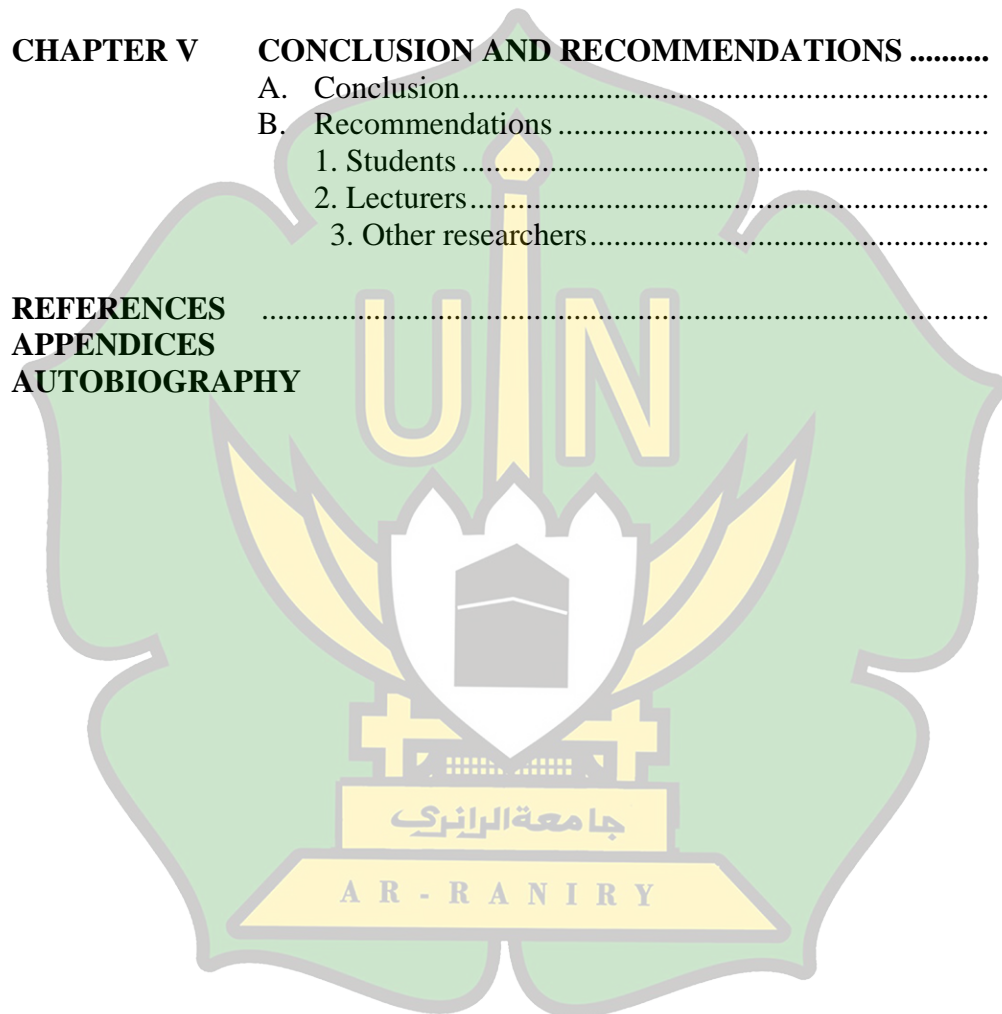 CHAPTER V CONCLUSION AND RECOMMENDATIONS ..........
A. Conclusion..................................................................
B. Recommendations ......................................................
1. Students ..................................................................
2. Lecturers.................................................................
3. Other researchers..................................................
REFERENCES ...........................................................................................
APPENDICES
AUTOBIOGRAPHY
UIN
جامعة الرانري
AR-RANIRY